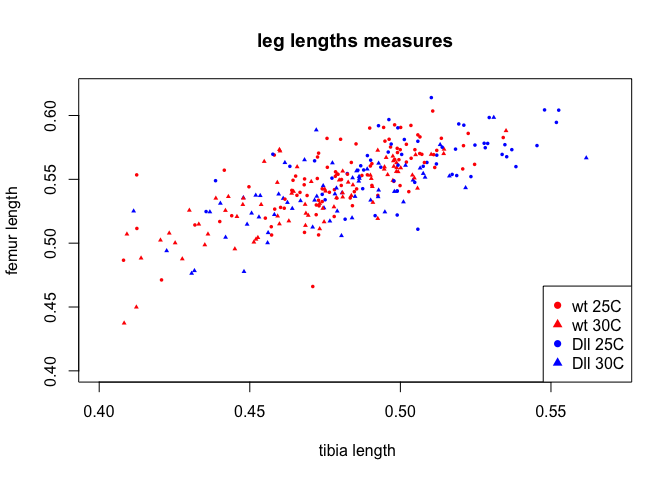 leg lengths measures
femur length
0.60
0.55
0.50
0.45
0.40
wt 25C
wt 30C
Dll 25C
Dll 30C
0.40 0.45 0.50 0.55
tibia length